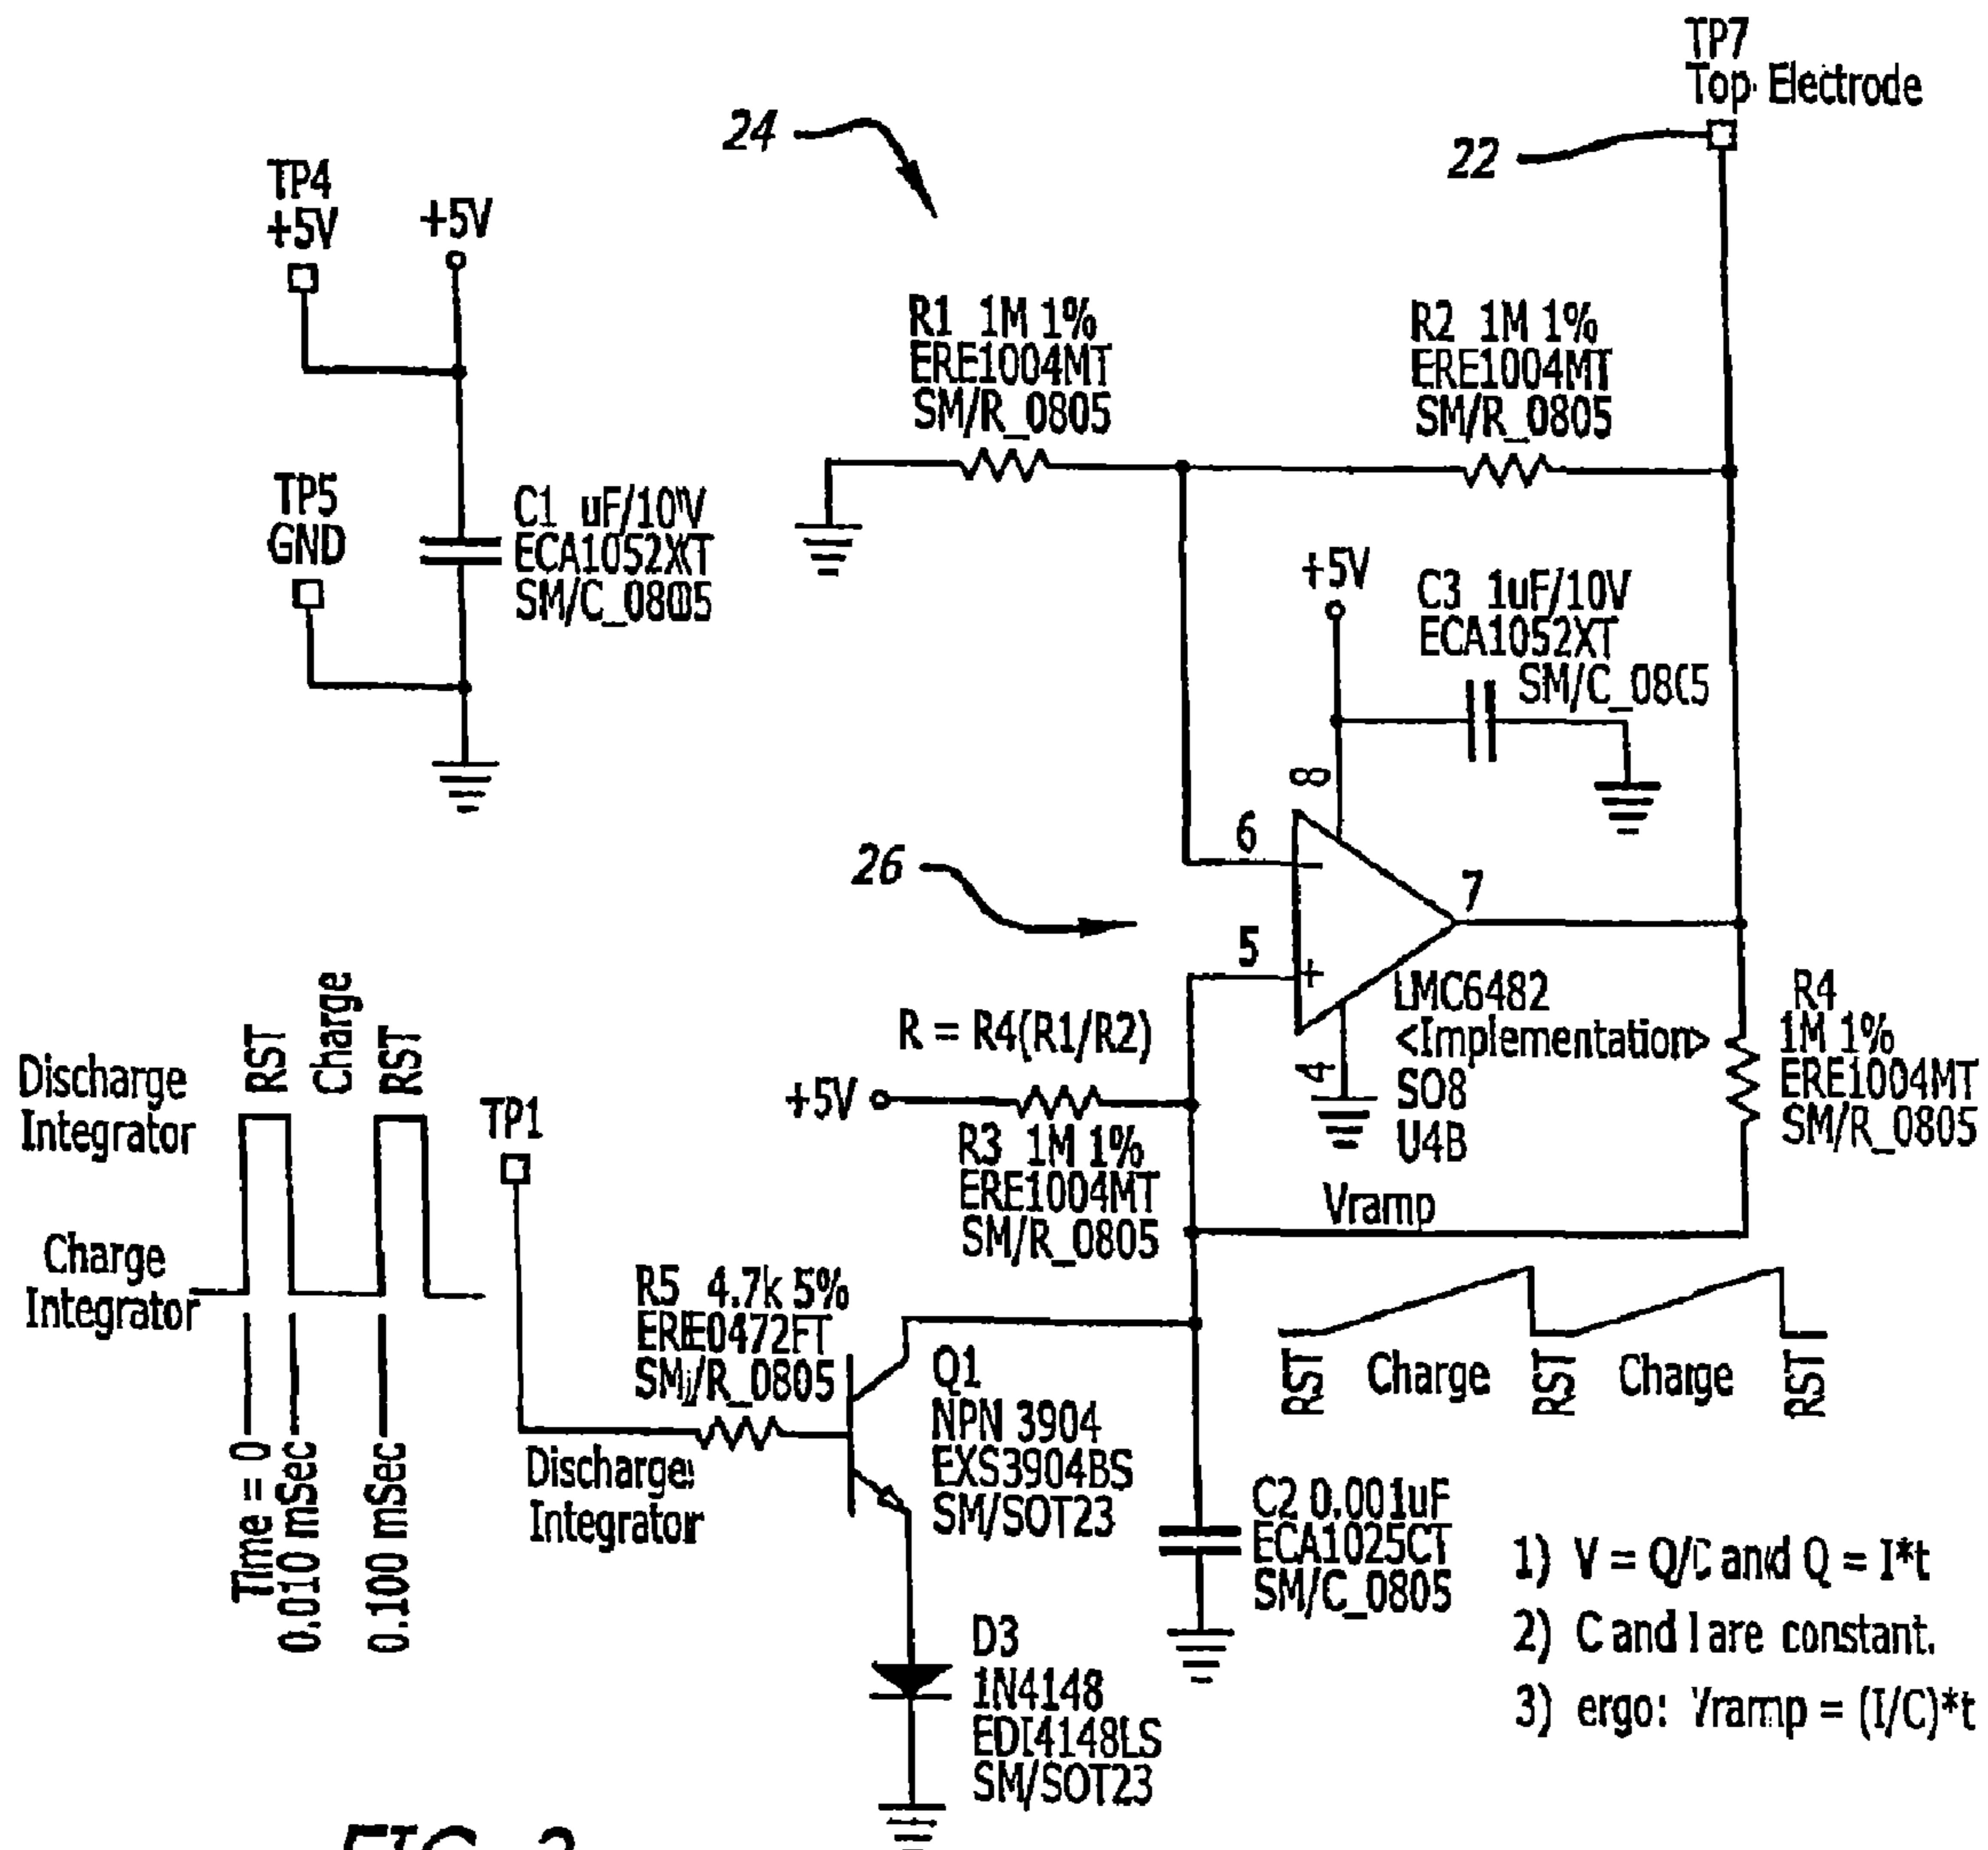 TP7
Top Electrode
22
24
TP4
+5V
+5V
R1 1M 1%
ERE1004MT
SM/R_0805
R2 1M 1%
ERE1004MT
SM/R_0805
TP5
GND
C1 uF/10V
ECA1052XT
SM/C_0805
+5V
C3 1uF/10V
ECA1052XT
SM/C_0805
8
6
26
7
5
LMC6482
<Implementation>
SO8
U4B
4
R = R4(R1/R2)
+5V
R3 1M 1%
ERE1004MT
SM/R_0805
R4
1M 1%
ERE1004MT
SM/R_0805
Discharge
Integrator
RST
Charge
RST
Charge
Integrator
TP1
Vramp
R5 4.7k 5%
ERE0472FT
SM/R_0805
Q1
NPN 3904
EXS3904BS
SM/SOT23
RST
Charge
RST
Charge
RST
Time = 0
0.010 mSec
0.100 mSec
Discharge
Integrator
C2 0.001uF
ECA1025CT
SM/C_0805
D3
1N4148
EDI4148LS
SM/SOT23
1) V = Q/C and Q = I*t
2) C and I are constant.
3) ergo: Vramp = (I/C)*t